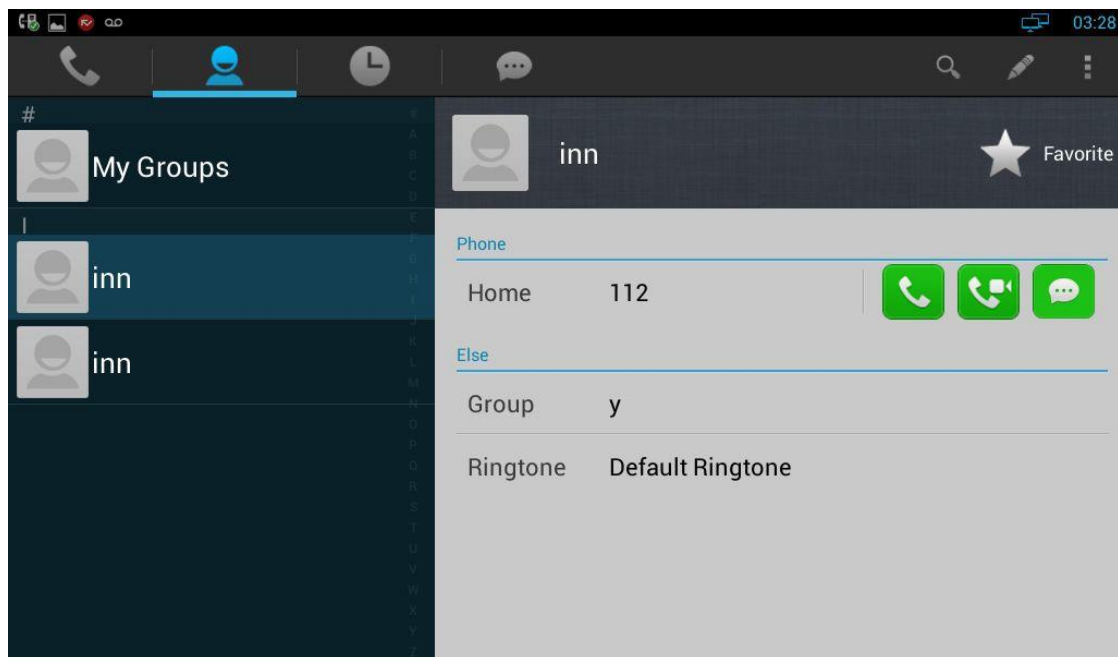 03:28
#
My Groups
I
inn
inn
#
A
B
C
D
E
F
G
H
I
J
K
L
M
N
O
P
Q
R
S
T
U
V
W
X
Y
Z
inn
Favorite
Phone
Home 112
Else
Group y
Ringtone Default Ringtone